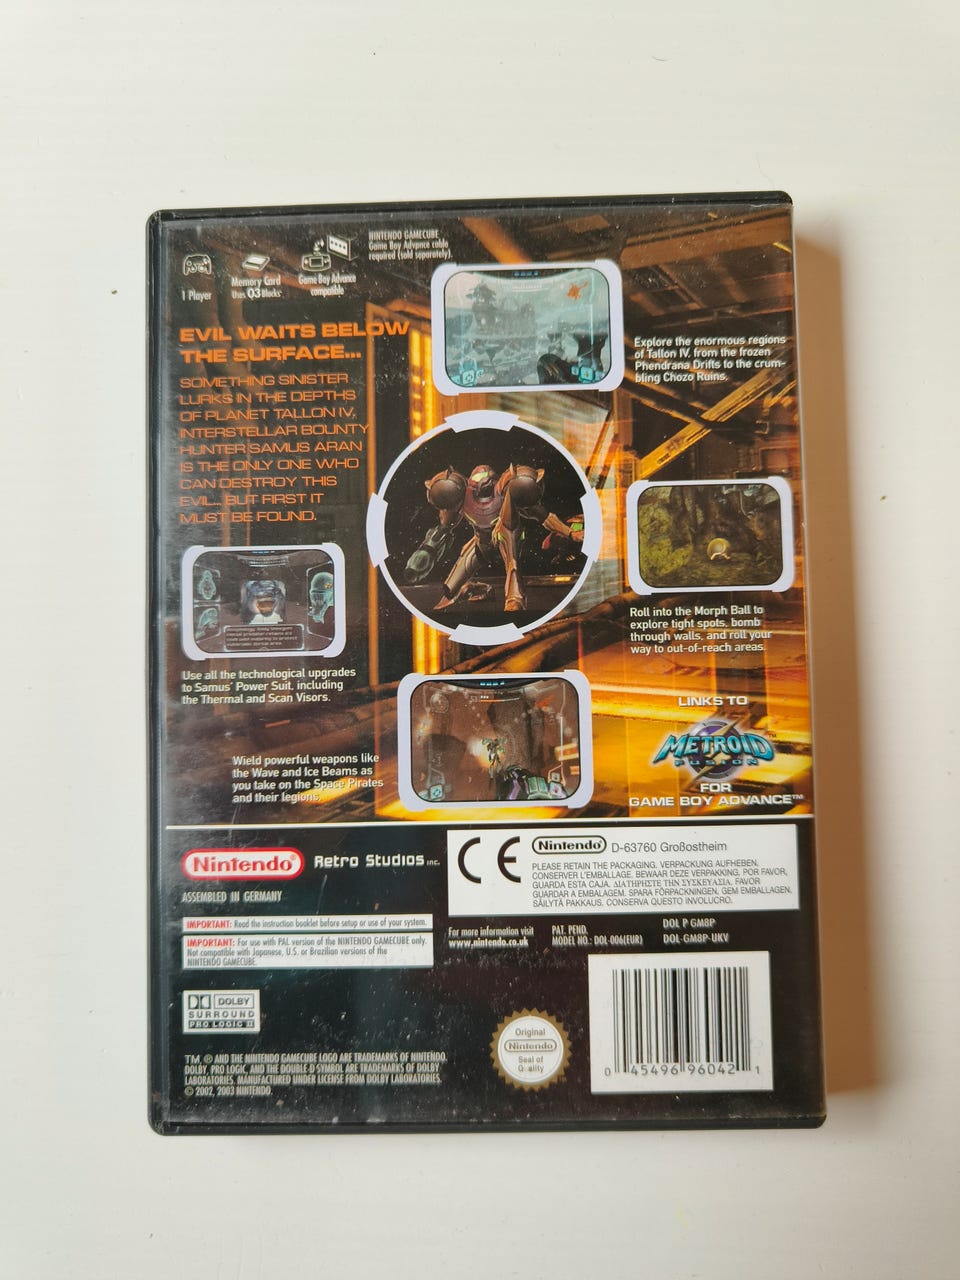 1 Player
Memory Card
Uses 03 Blocks
Game Boy Advance
compatible
NINTENDO GAMECUBE
Game Boy Advance cable
required (sold separately).
EVIL WAITS BELOW
THE SURFACE...
SOMETHING SINISTER
LURKS IN THE DEPTHS
OF PLANET TALLON IV.
INTERSTELLAR BOUNTY
HUNTER SAMUS ARAN
IS THE ONLY ONE WHO
CAN DESTROY THIS
EVIL... BUT FIRST IT
MUST BE FOUND.
Explore the enormous regions
of Tallon IV, from the frozen
Phendrana Drifts to the crum-
bling Chozo Ruins.
Roll into the Morph Ball to
explore tight spots, bomb
through walls, and roll your
way to out-of-reach areas.
Use all the technological upgrades
to Samus' Power Suit, including
the Thermal and Scan Visors.
Wield powerful weapons like
the Wave and Ice Beams as
you take on the Space Pirates
and their legions.
LINKS TO
METROID™
FUSION
FOR
GAME BOY ADVANCE™
Nintendo®
Retro Studios INC.
ASSEMBLED IN GERMANY
CE
Nintendo® D-63760 Großostheim
PLEASE RETAIN THE PACKAGING. VERPACKUNG AUFHEBEN.
CONSERVER L'EMBALLAGE. BEWAAR DEZE VERPAKKING. POR FAVOR,
GUARDA ESTA CAJA. ΔΙΑΤΗΡΗΣΤΕ ΤΗΝ ΣΥΣΚΕΥΑΣΙΑ. FAVOR
GUARDAR A EMBALAGEM. SPARA FÖRPACKNINGEN. GEM EMBALLAGEN.
SÄILYTÄ PAKKAUS. CONSERVA QUESTO INVOLUCRO.
IMPORTANT: Read the instruction booklet before setup or use of your system.
IMPORTANT: For use with PAL version of the NINTENDO GAMECUBE only.
Not compatible with Japanese, U.S. or Brazilian versions of the
NINTENDO GAMECUBE.
For more information visit
www.nintendo.co.uk
PAT. PEND.
MODEL NO.: DOL-006(EUR)
DOL P GM8P
DOL-GM8P-UKV
DOLBY
SURROUND
PRO LOGIC II
Original
Nintendo
Seal of
Quality
0 45496 96042 1
TM, ® AND THE NINTENDO GAMECUBE LOGO ARE TRADEMARKS OF NINTENDO.
DOLBY, PRO LOGIC, AND THE DOUBLE-D SYMBOL ARE TRADEMARKS OF DOLBY
LABORATORIES. MANUFACTURED UNDER LICENSE FROM DOLBY LABORATORIES.
© 2002, 2003 NINTENDO.